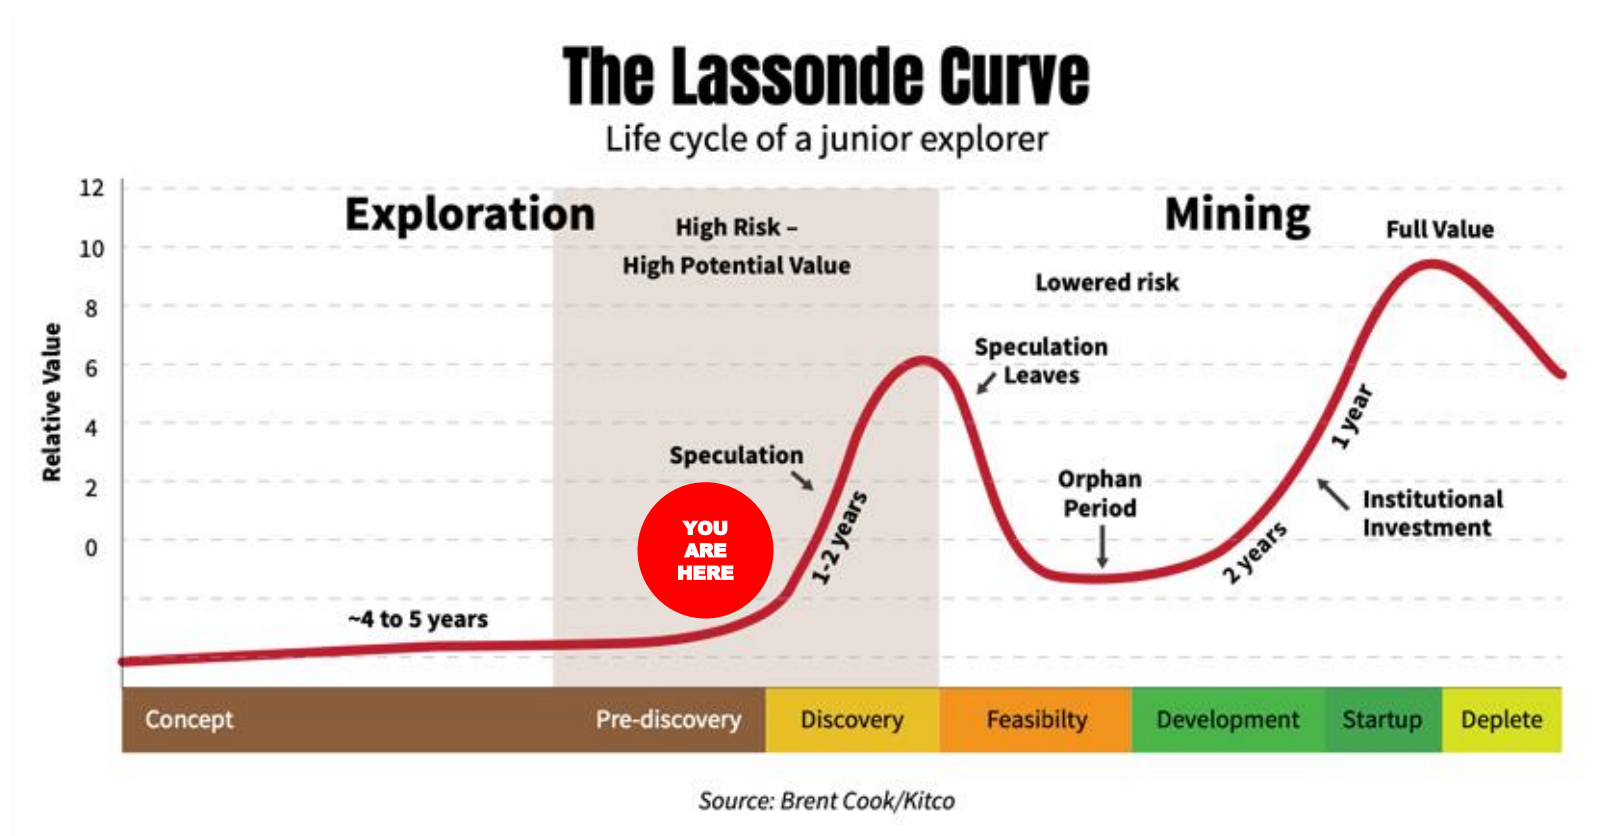 The Lassonde Curve
Life cycle of a junior explorer
12
10
8
6
4
2
0
Relative Value
Exploration
High Risk –
High Potential Value
Mining
Full Value
Lowered risk
Speculation
Leaves
Speculation
YOU
ARE
HERE
1-2 years
Orphan
Period
2 years
1 year
Institutional
Investment
~4 to 5 years
Concept
Pre-discovery
Discovery
Feasibilty
Development
Startup
Deplete
Source: Brent Cook/Kitco